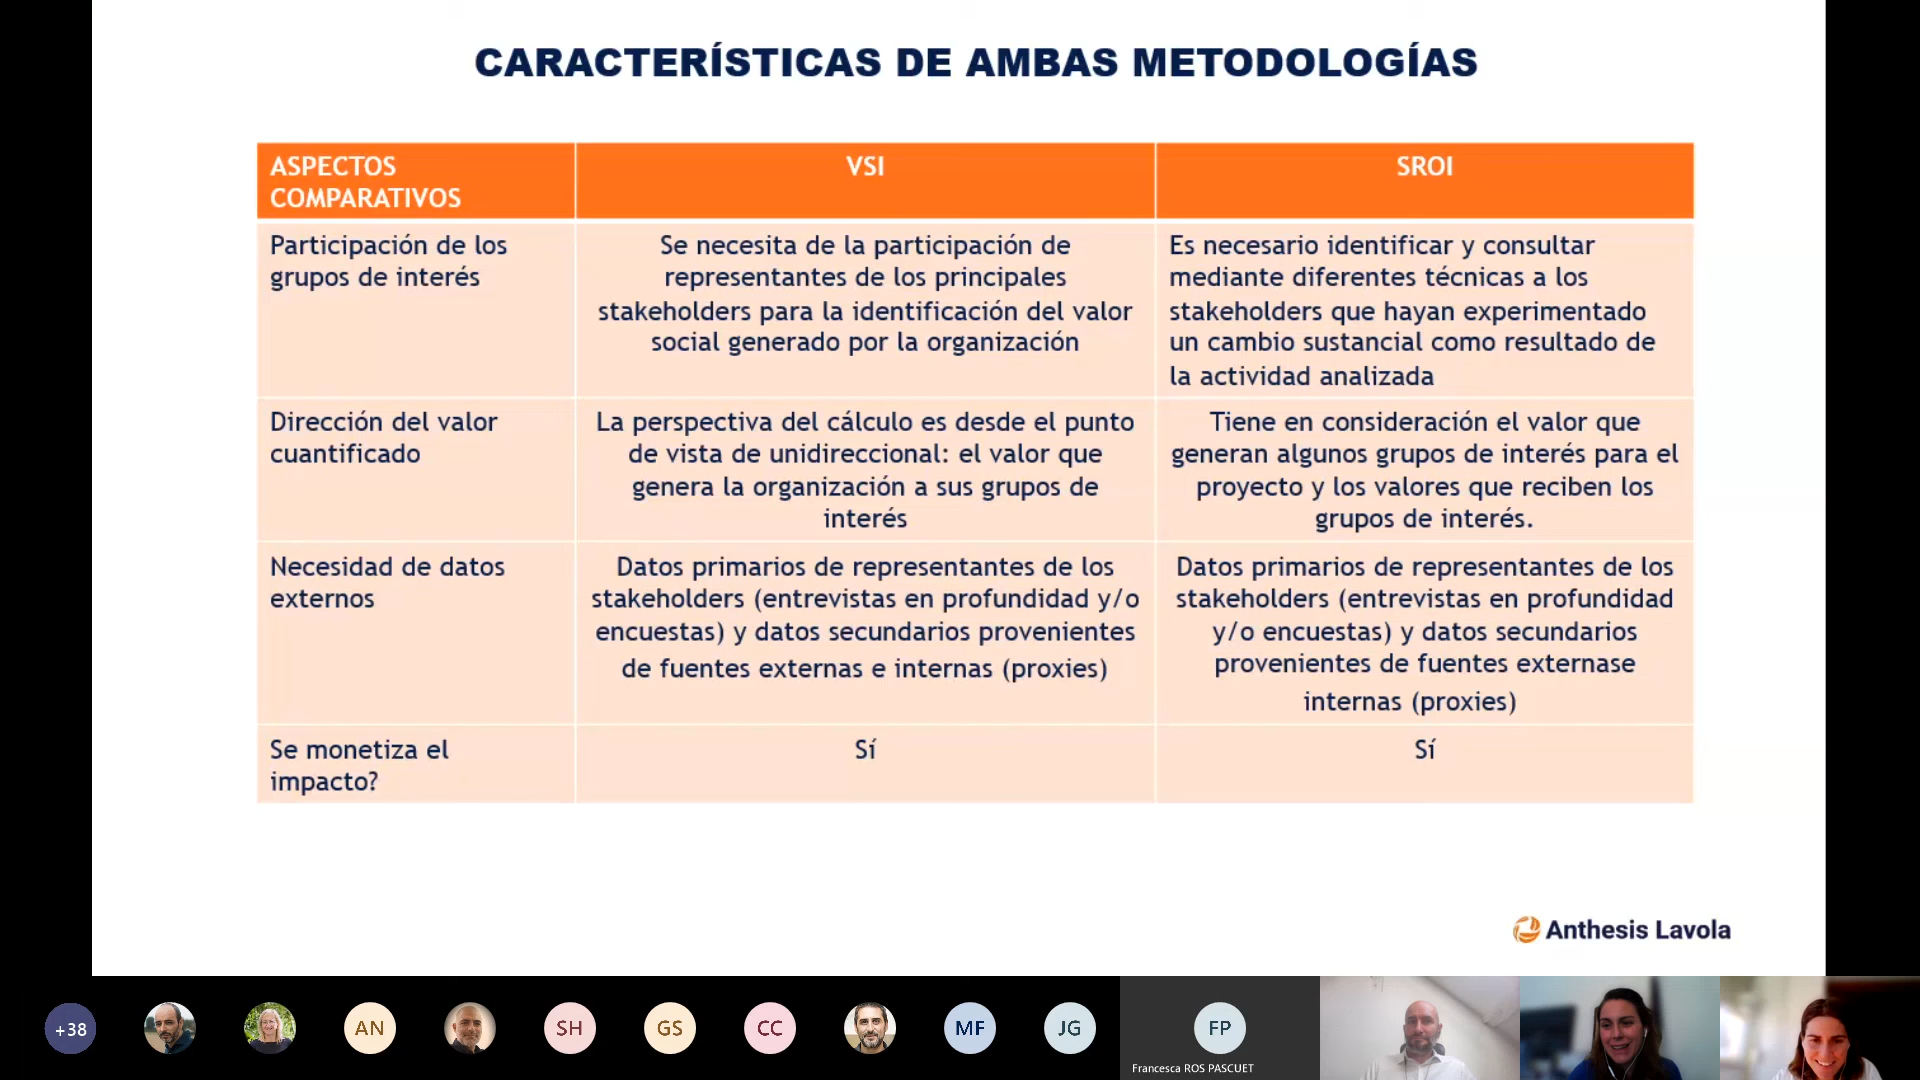 CARACTERÍSTICAS DE AMBAS METODOLOGÍAS
ASPECTOS
COMPARATIVOS
VSI
SROI
Participación de los
grupos de interés
Se necesita de la participación de
representantes de los principales
stakeholders para la identificación del valor
social generado por la organización
Es necesario identificar y consultar
mediante diferentes técnicas a los
stakeholders que hayan experimentado
un cambio sustancial como resultado de
la actividad analizada
Dirección del valor
cuantificado
La perspectiva del cálculo es desde el punto
de vista de unidireccional: el valor que
genera la organización a sus grupos de
interés
Tiene en consideración el valor que
generan algunos grupos de interés para el
proyecto y los valores que reciben los
grupos de interés.
Necesidad de datos
externos
Datos primarios de representantes de los
stakeholders (entrevistas en profundidad y/o
encuestas) y datos secundarios provenientes
de fuentes externas e internas (proxies)
Datos primarios de representantes de los
stakeholders (entrevistas en profundidad
y/o encuestas) y datos secundarios
provenientes de fuentes externase
internas (proxies)
Se monetiza el
impacto?
Sí
Sí
Anthesis Lavola
+38
AN
SH
GS
CC
MF
JG
FP
Francesca ROS PASCUET